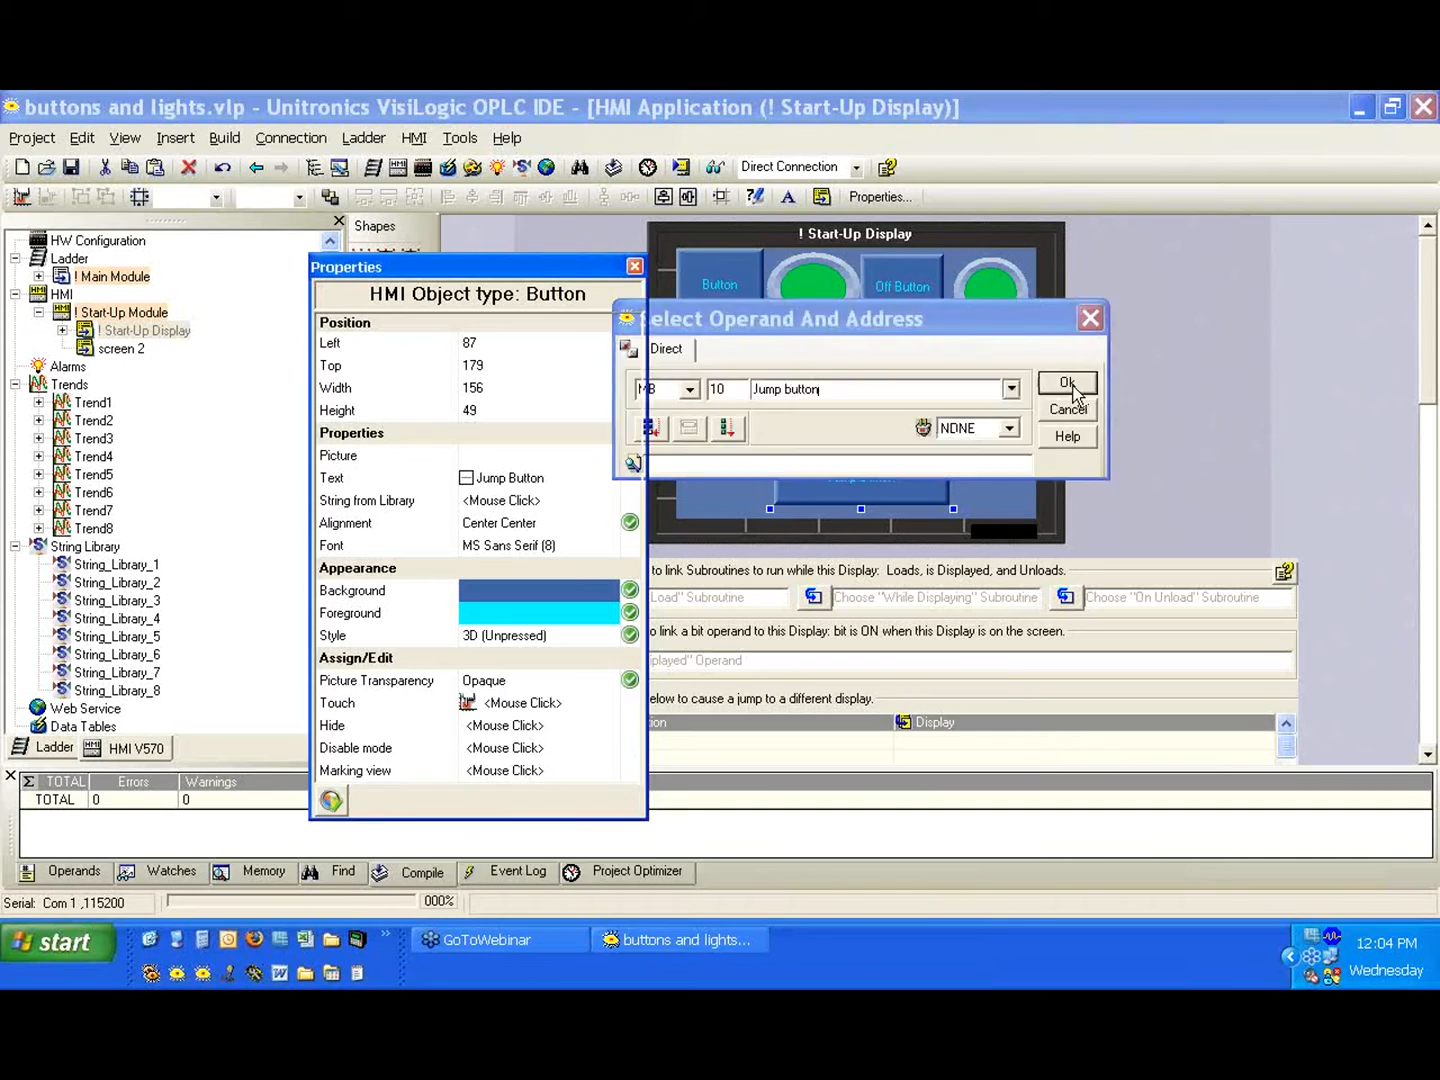 buttons and lights.vlp - Unitronics VisiLogic OPLC IDE - [HMI Application (! Start-Up Display)]
Project Edit View Insert Build Connection Ladder HMI Tools Help
Direct Connection
Properties...
HW Configuration
Ladder
! Main Module
HMI
! Start-Up Module
! Start-Up Display
screen 2
Alarms
Trends
Trend1
Trend2
Trend3
Trend4
Trend5
Trend6
Trend7
Trend8
String Library
String_Library_1
String_Library_2
String_Library_3
String_Library_4
String_Library_5
String_Library_6
String_Library_7
String_Library_8
Web Service
Data Tables
Ladder HMI V570
Shapes
Properties
HMI Object type: Button
Position
Left 87
Top 179
Width 156
Height 49
Properties
Picture
Text Jump Button
String from Library <Mouse Click>
Alignment Center Center
Font MS Sans Serif (8)
Appearance
Background
Foreground
Style 3D (Unpressed)
Assign/Edit
Picture Transparency Opaque
Touch <Mouse Click>
Hide <Mouse Click>
Disable mode <Mouse Click>
Marking view <Mouse Click>
! Start-Up Display
Button
Off Button
Select Operand And Address
Direct
MB 10 Jump button
Ok
Cancel
Help
NONE
to link Subroutines to run while this Display: Loads, is Displayed, and Unloads.
Load" Subroutine
Choose "While Displaying" Subroutine
Choose "On Unload" Subroutine
to link a bit operand to this Display: bit is ON when this Display is on the screen.
played" Operand
below to cause a jump to a different display.
Display
TOTAL Errors Warnings
TOTAL 0 0
Operands Watches Memory Find Compile Event Log Project Optimizer
Serial: Com 1 ,115200
000%
start
GoToWebinar
buttons and lights...
12:04 PM
Wednesday